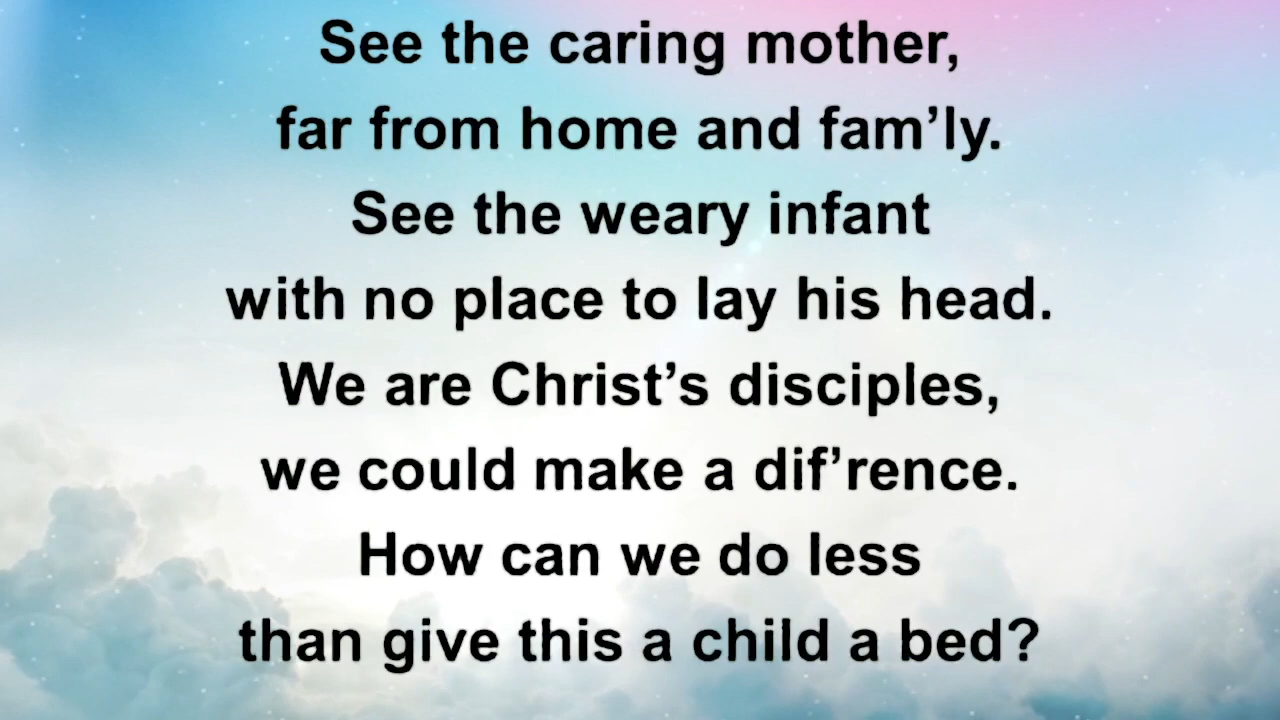 See the caring mother,
far from home and fam’ly.
See the weary infant
with no place to lay his head.
We are Christ’s disciples,
we could make a dif’rence.
How can we do less
than give this a child a bed?